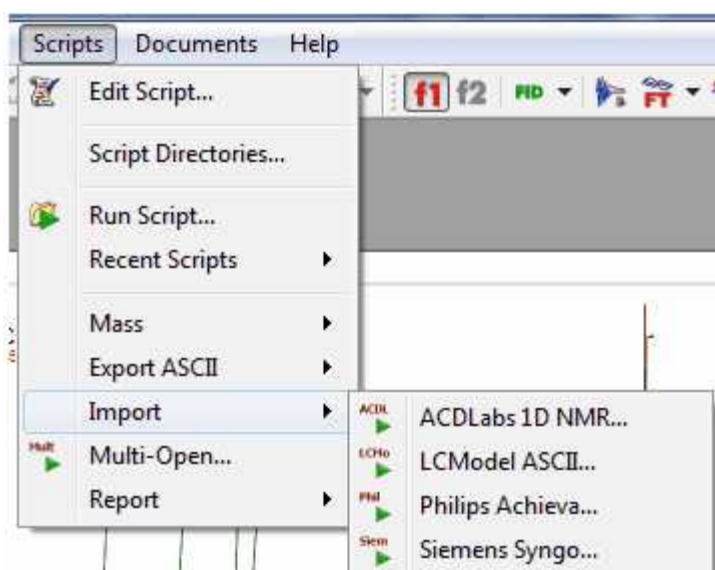 Scripts Documents Help
Edit Script...
f1 f2 FID FT
Script Directories...
Run Script...
Recent Scripts
Mass
Export ASCII
Import
Mult Multi-Open...
Report
ACDL ACDLabs 1D NMR...
LCMo LCModel ASCII...
Phil Philips Achieva...
Siem Siemens Syngo...